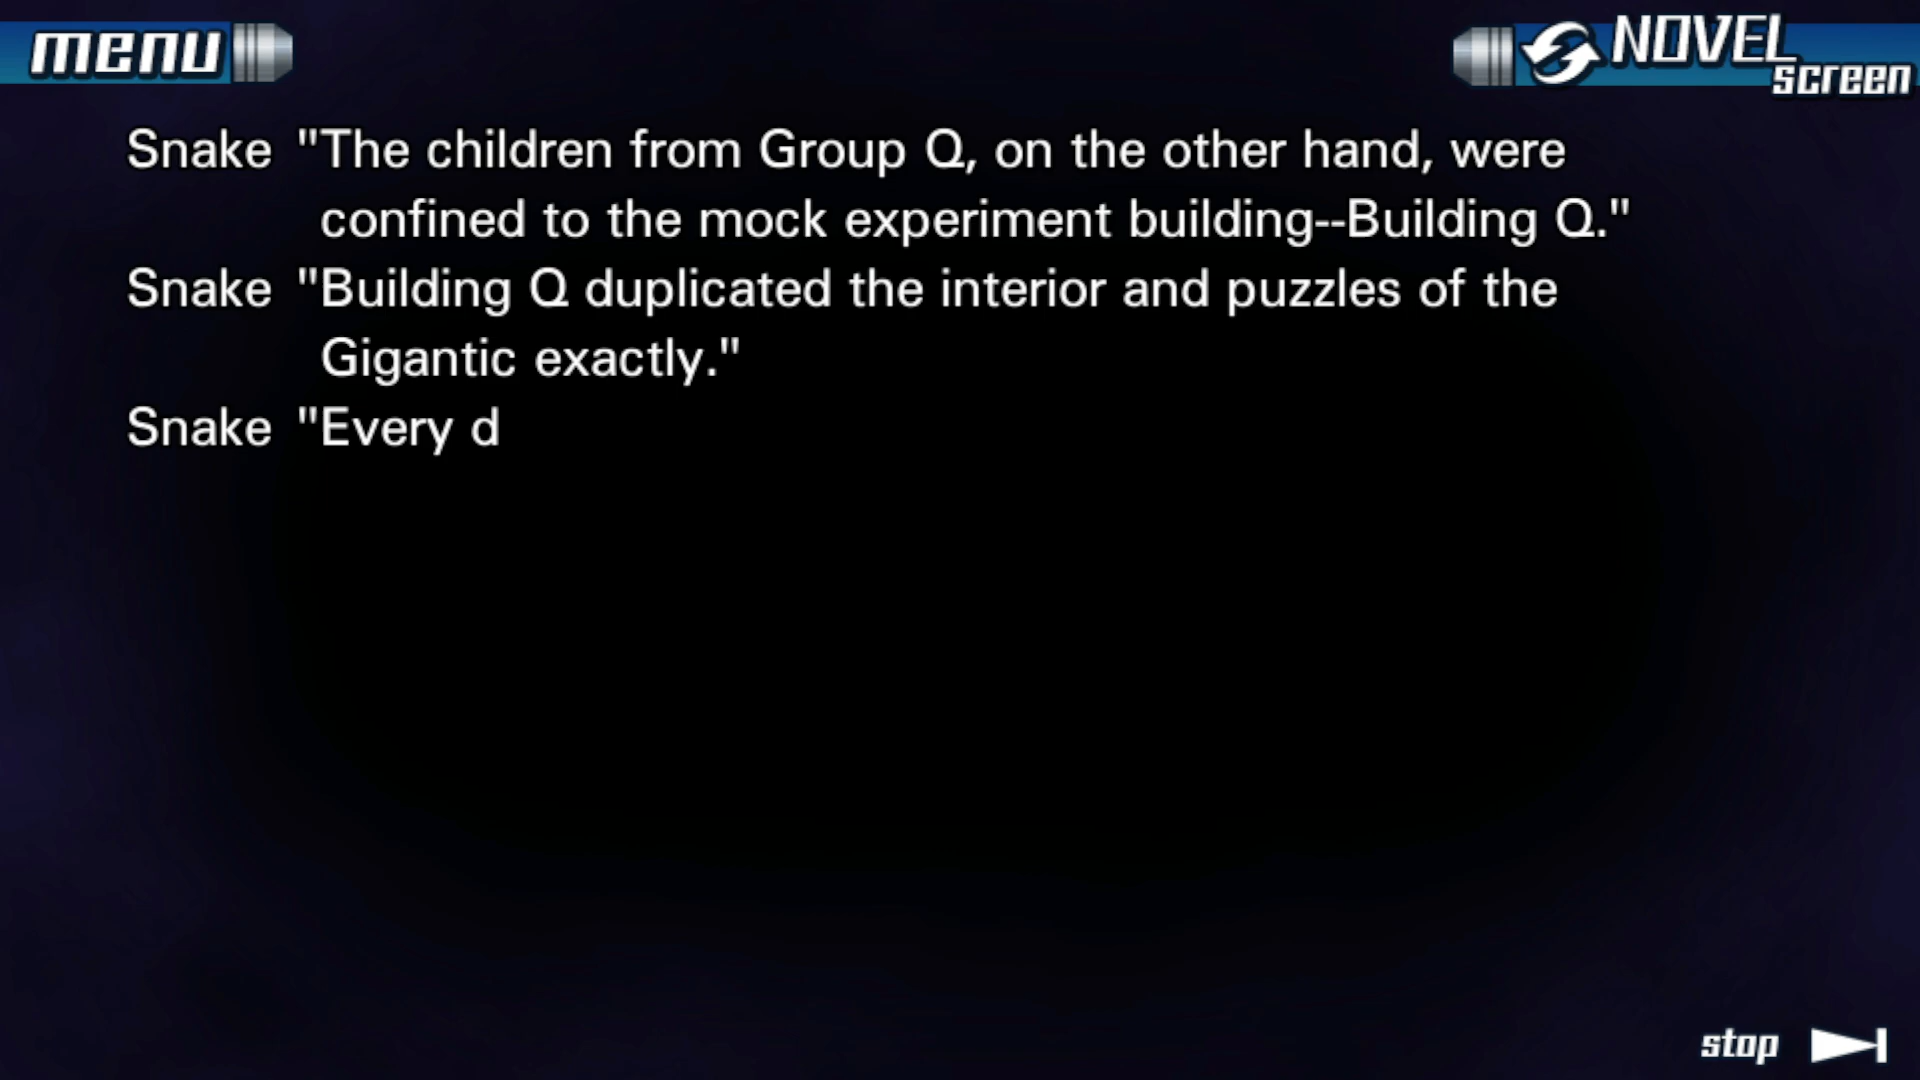 menu
NOVEL
screen
Snake "The children from Group Q, on the other hand, were
confined to the mock experiment building--Building Q."
Snake "Building Q duplicated the interior and puzzles of the
Gigantic exactly."
Snake "Every d
stop